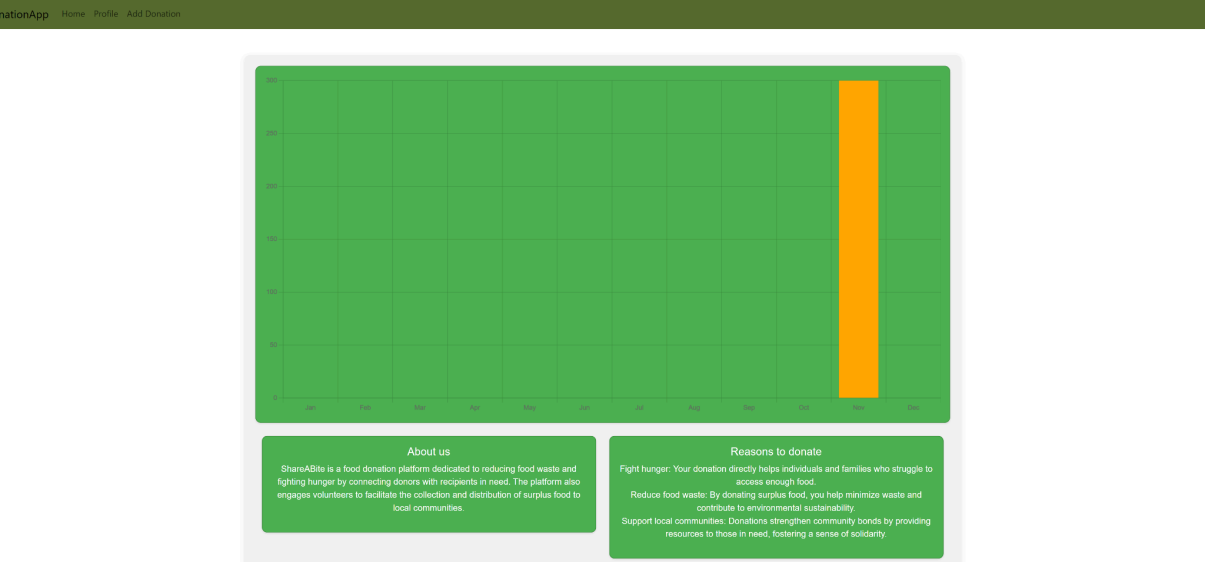 nationApp Home Profile Add Donation
300
250
200
150
100
50
0
Jan Feb Mar Apr May Jun Jul Aug Sep Oct Nov Dec
About us
ShareABite is a food donation platform dedicated to reducing food waste and
fighting hunger by connecting donors with recipients in need. The platform also
engages volunteers to facilitate the collection and distribution of surplus food to
local communities.
Reasons to donate
Fight hunger: Your donation directly helps individuals and families who struggle to
access enough food.
Reduce food waste: By donating surplus food, you help minimize waste and
contribute to environmental sustainability.
Support local communities: Donations strengthen community bonds by providing
resources to those in need, fostering a sense of solidarity.